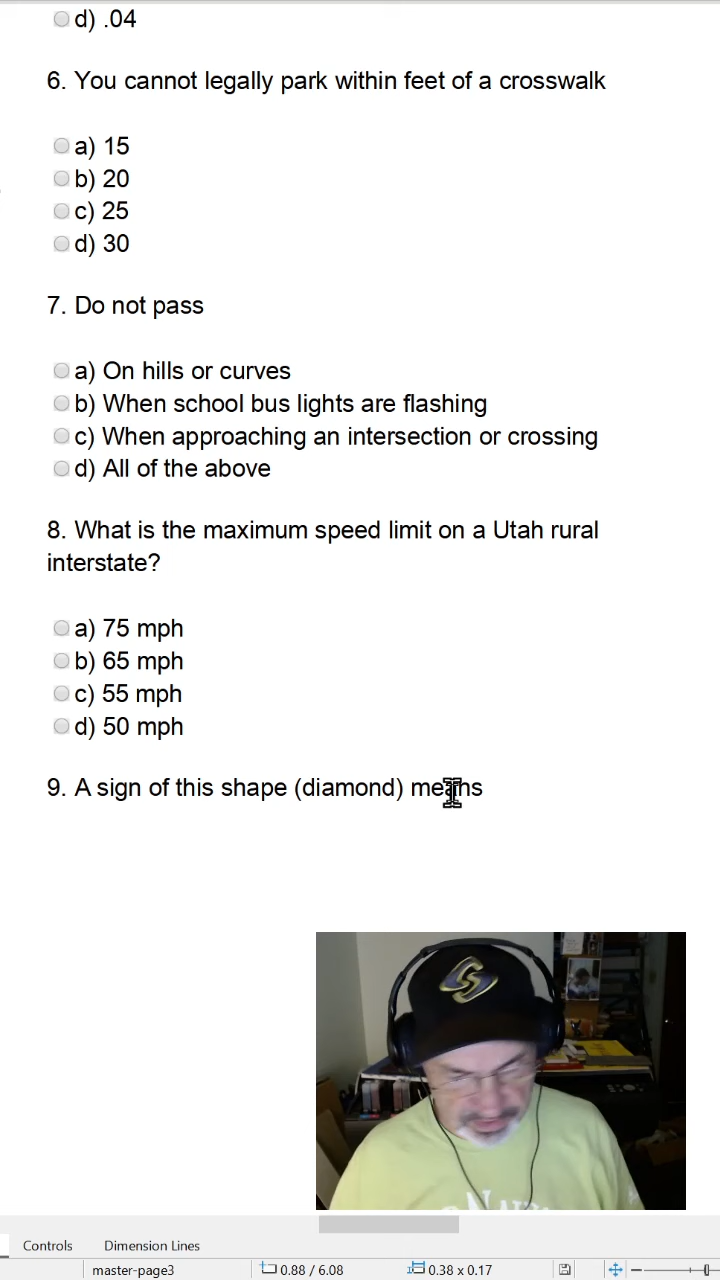 d) .04
6. You cannot legally park within feet of a crosswalk
a) 15
b) 20
c) 25
d) 30
7. Do not pass
a) On hills or curves
b) When school bus lights are flashing
c) When approaching an intersection or crossing
d) All of the above
8. What is the maximum speed limit on a Utah rural
interstate?
a) 75 mph
b) 65 mph
c) 55 mph
d) 50 mph
9. A sign of this shape (diamond) means
Controls Dimension Lines
master-page3 0.88 / 6.08 0.38 x 0.17